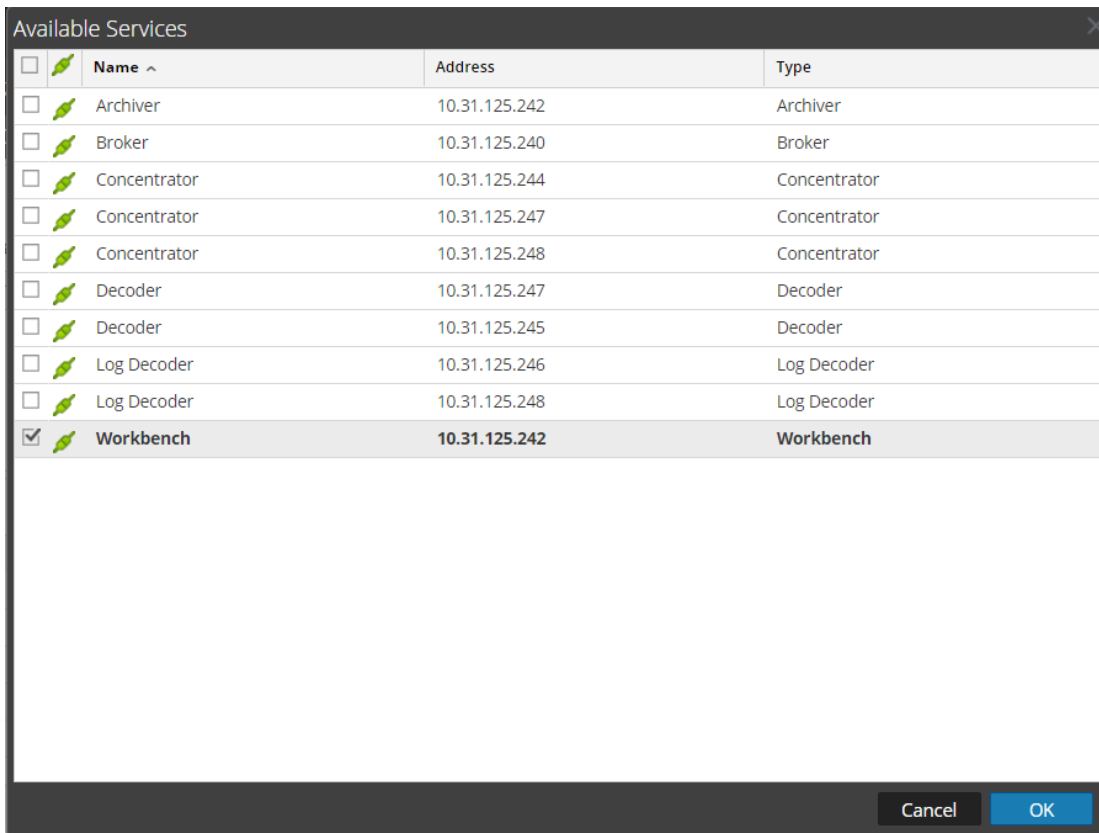 Available Services
Name Address Type
Archiver 10.31.125.242 Archiver
Broker 10.31.125.240 Broker
Concentrator 10.31.125.244 Concentrator
Concentrator 10.31.125.247 Concentrator
Concentrator 10.31.125.248 Concentrator
Decoder 10.31.125.247 Decoder
Decoder 10.31.125.245 Decoder
Log Decoder 10.31.125.246 Log Decoder
Log Decoder 10.31.125.248 Log Decoder
Workbench 10.31.125.242 Workbench
Cancel OK